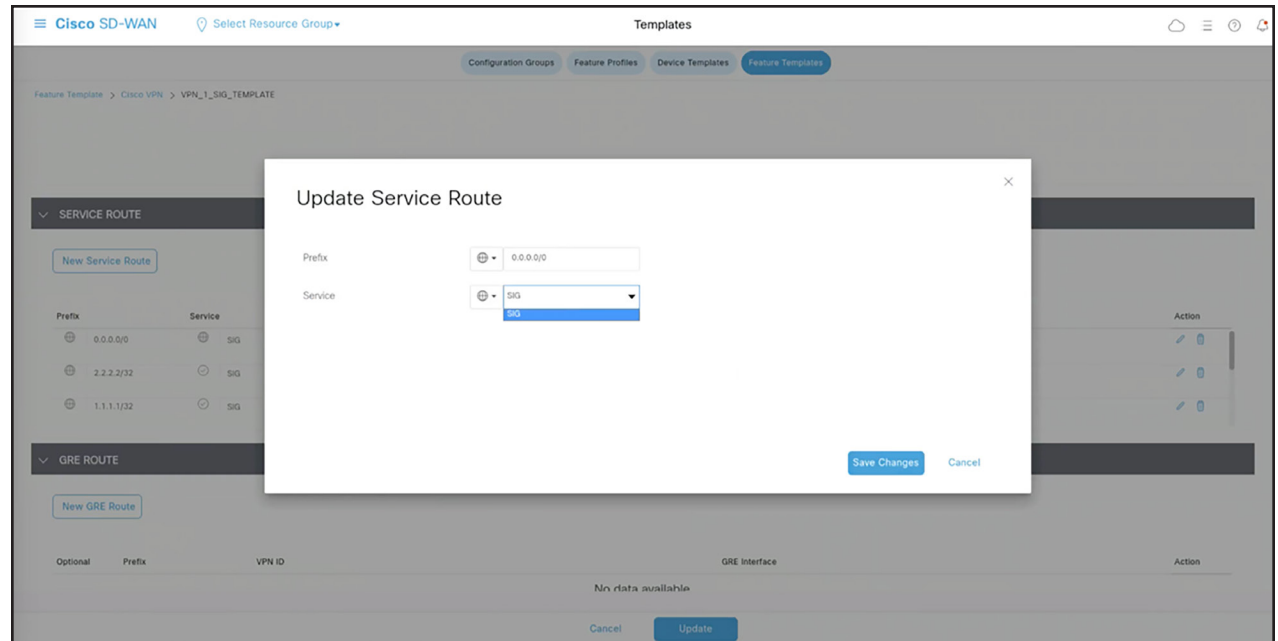 Cisco SD-WAN
Select Resource Group
Templates
Configuration Groups
Feature Profiles
Device Templates
Feature Templates
Feature Template > Cisco VPN > VPN_1_SIG_TEMPLATE
Update Service Route
SERVICE ROUTE
Prefix
0.0.0.0/0
New Service Route
Service
SIG
SIG
Prefix
Service
Action
0.0.0.0/0
SIG
2.2.2.2/32
SIG
1.1.1.1/32
SIG
Save Changes
Cancel
GRE ROUTE
New GRE Route
Optional
Prefix
VPN ID
GRE Interface
Action
No data available
Cancel
Update